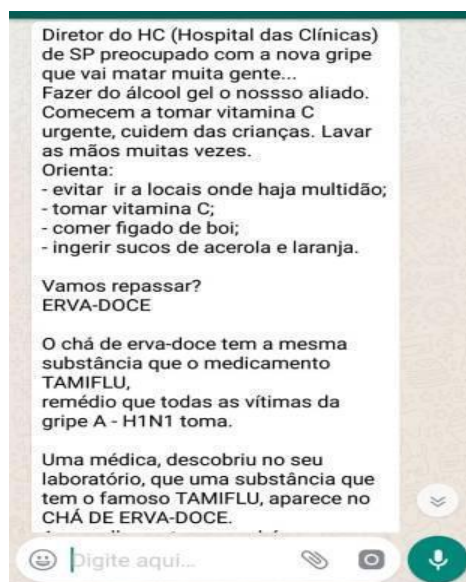 Diretor do HC (Hospital das Clínicas)
de SP preocupado com a nova gripe
que vai matar muita gente...
Fazer do álcool gel o nossso aliado.
Comecem a tomar vitamina C
urgente, cuidem das crianças. Lavar
as mãos muitas vezes.
Orienta:
- evitar ir a locais onde haja multidão;
- tomar vitamina C;
- comer figado de boi;
- ingerir sucos de acerola e laranja.
Vamos repassar?
ERVA-DOCE
O chá de erva-doce tem a mesma
substância que o medicamento
TAMIFLU,
remédio que todas as vítimas da
gripe A - H1N1 toma.
Uma médica, descobriu no seu
laboratório, que uma substância que
tem o famoso TAMIFLU, aparece no
CHÁ DE ERVA-DOCE.
Digite aqui...